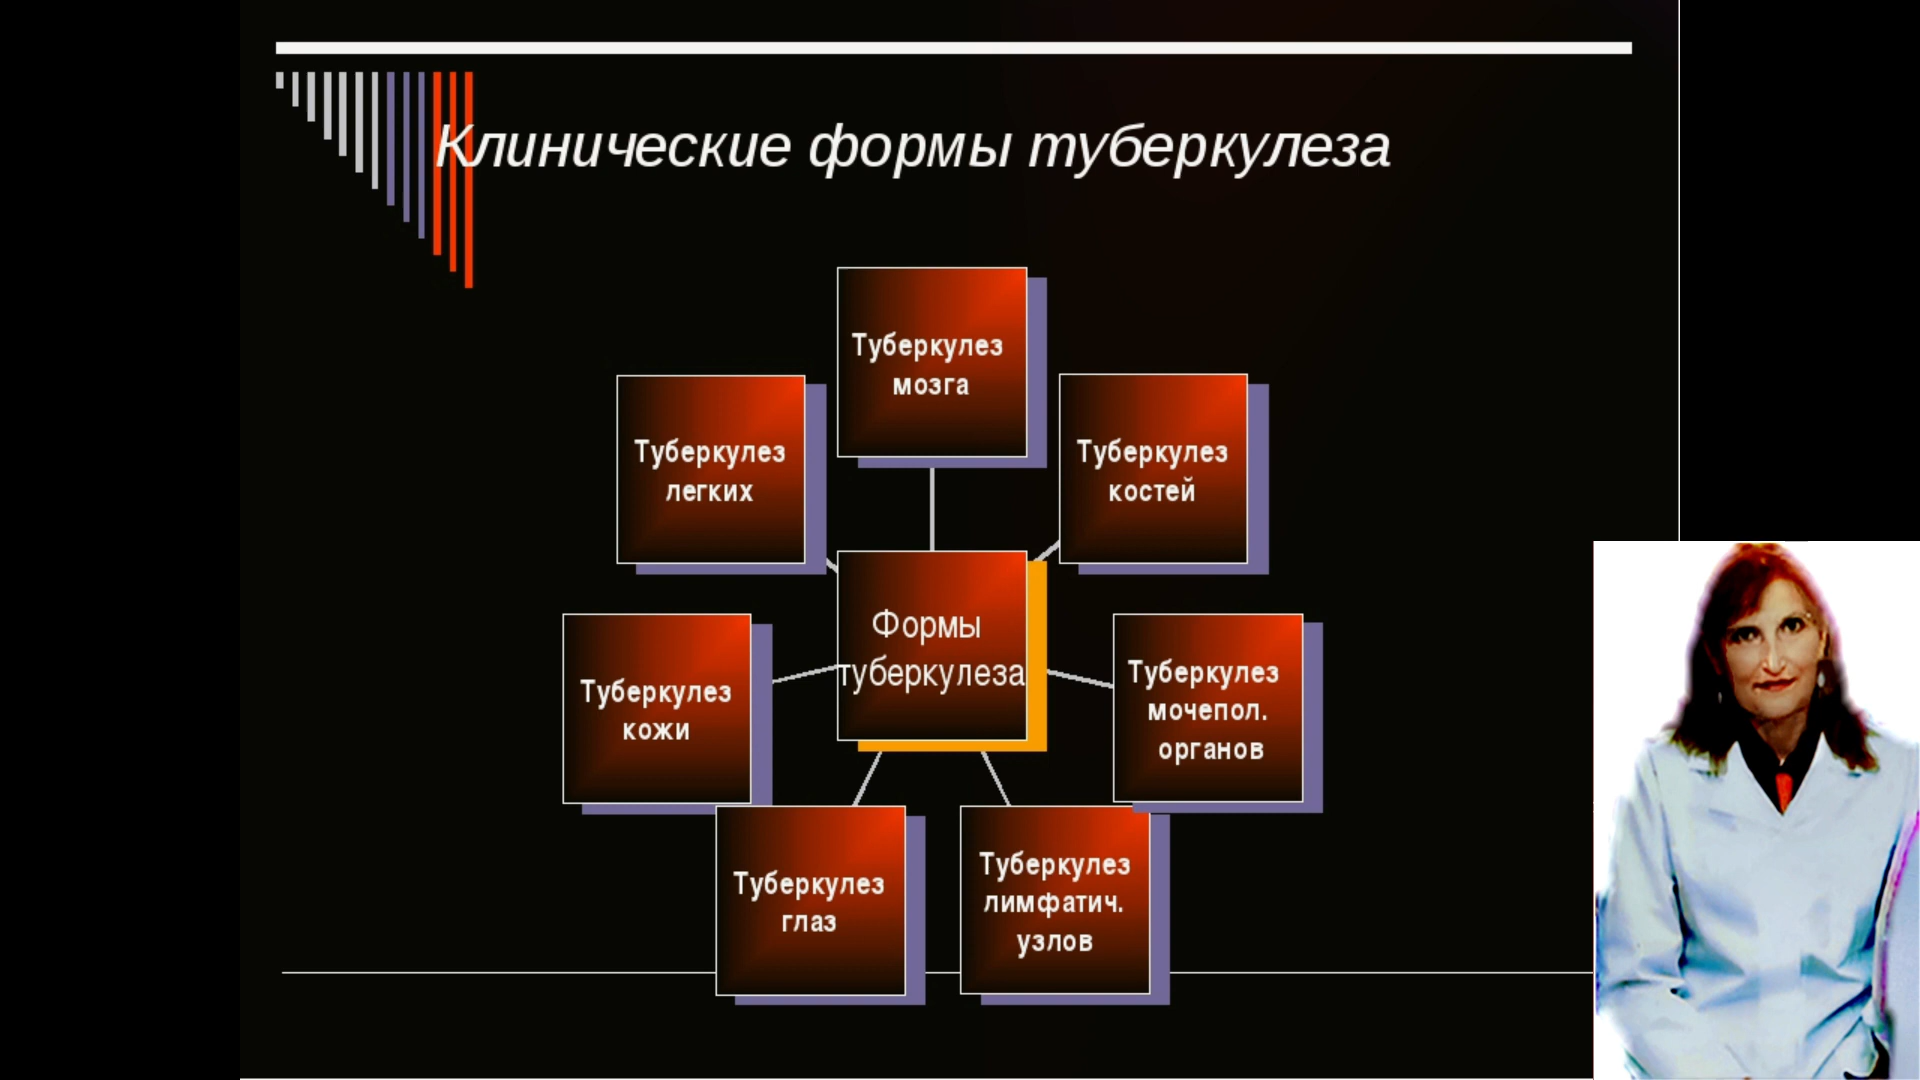 Клинические формы туберкулеза
Туберкулез
мозга
Туберкулез
легких
Туберкулез
костей
Формы
туберкулеза
Туберкулез
кожи
Туберкулез
мочепол.
органов
Туберкулез
глаз
Туберкулез
лимфатич.
узлов